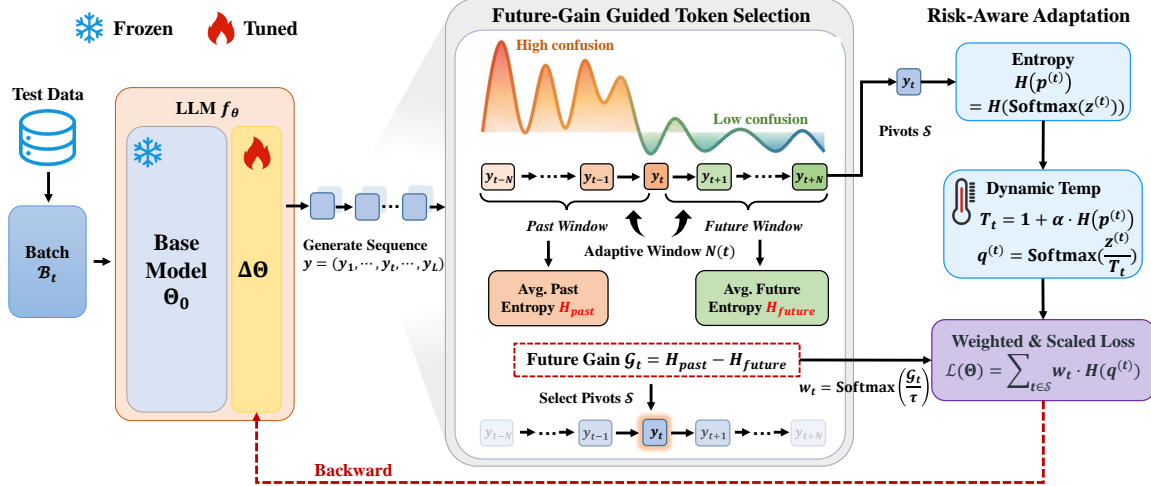 Frozen
Tuned
Test Data
Batch
ℬ_t
LLM f_θ
Base
Model
Θ_0
ΔΘ
Generate Sequence
y = (y_1, ⋯, y_t, ⋯, y_L)
Future-Gain Guided Token Selection
High confusion
Low confusion
y_{t-N} ⋯ y_{t-1} y_t y_{t+1} ⋯ y_{t+N}
Past Window
Future Window
Adaptive Window N(t)
Avg. Past
Entropy H_past
Avg. Future
Entropy H_future
Future Gain 𝒢_t = H_past − H_future
Select Pivots 𝒮
y_{t-N} ⋯ y_{t-1} y_t y_{t+1} ⋯ y_{t+N}
Risk-Aware Adaptation
y_t
Pivots 𝒮
Entropy
H(p^{(t)})
= H(Softmax(z^{(t)}))
Dynamic Temp
T_t = 1 + α · H(p^{(t)})
q^{(t)} = Softmax(z^{(t)}/T_t)
Weighted & Scaled Loss
ℒ(Θ) = ∑_{t∈𝒮} w_t · H(q^{(t)})
w_t = Softmax(𝒢_t/τ)
Backward